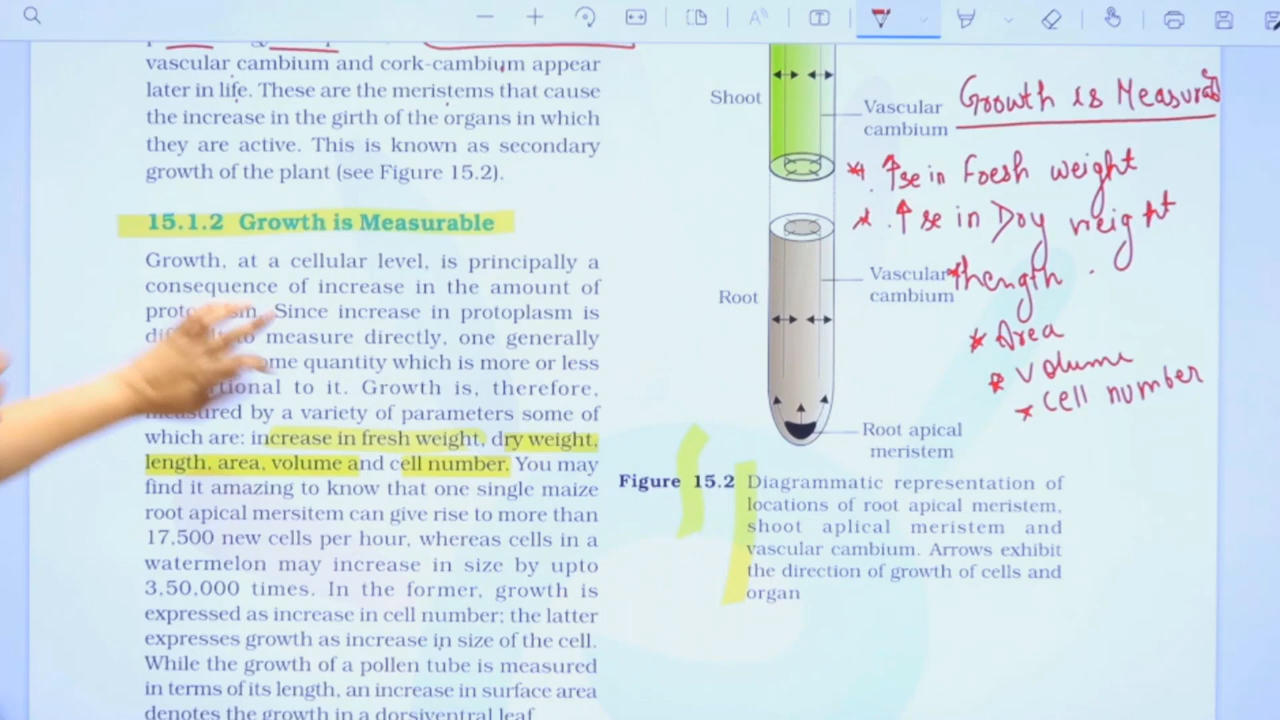 vascular cambium and cork-cambium appear
later in life. These are the meristems that cause
the increase in the girth of the organs in which
they are active. This is known as secondary
growth of the plant (see Figure 15.2).
15.1.2 Growth is Measurable
Growth, at a cellular level, is principally a
consequence of increase in the amount of
Since increase in protoplasm is
to measure directly, one generally
quantity which is more or less
to it. Growth is, therefore,
measured by a variety of parameters some of
which are: increase in fresh weight, dry weight,
length, area, volume and cell number. You may
find it amazing to know that one single maize
root apical mersitem can give rise to more than
17,500 new cells per hour, whereas cells in a
watermelon may increase in size by upto
3,50,000 times. In the former, growth is
expressed as increase in cell number; the latter
expresses growth as increase in size of the cell.
While the growth of a pollen tube is measured
in terms of its length, an increase in surface area
denotes the growth in a dorsiventral leaf
Shoot
Vascular
cambium
Root
Vascular
cambium
Root apical
meristem
Figure 15.2 Diagrammatic representation of
locations of root apical meristem,
shoot aplical meristem and
vascular cambium. Arrows exhibit
the direction of growth of cells and
organ
Growth is
* ↑se in Fresh weight
* ↑se in Dry weight
* Area
* Volume
* Cell number